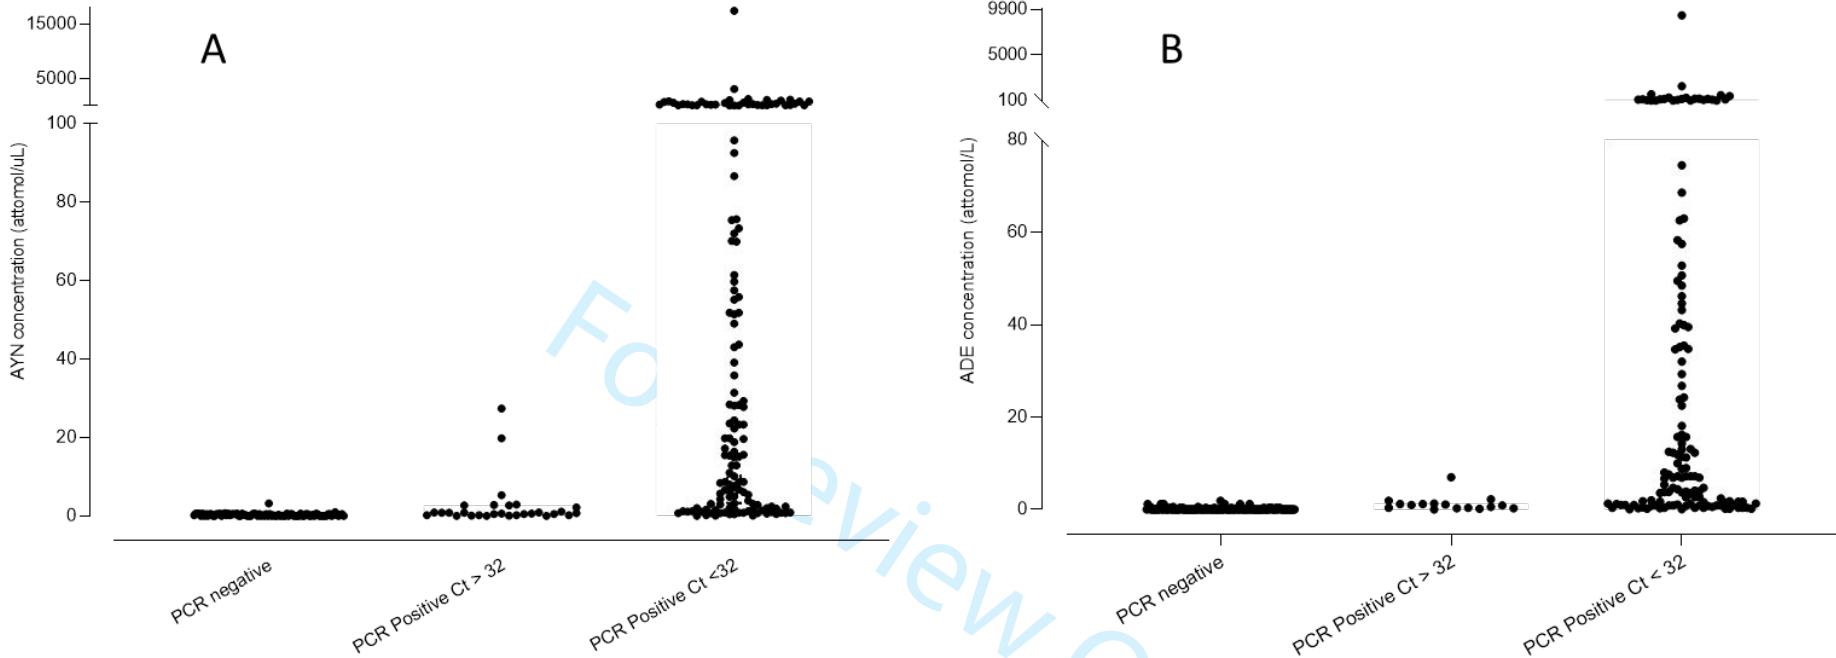 A
15000
5000
100
80
60
40
20
0
AYN concentration (attomol/uL)
PCR negative
PCR Positive Ct > 32
PCR Positive Ct <32
B
9900
5000
100
80
60
40
20
0
ADE concentration (attomol/L)
PCR negative
PCR Positive Ct > 32
PCR Positive Ct < 32